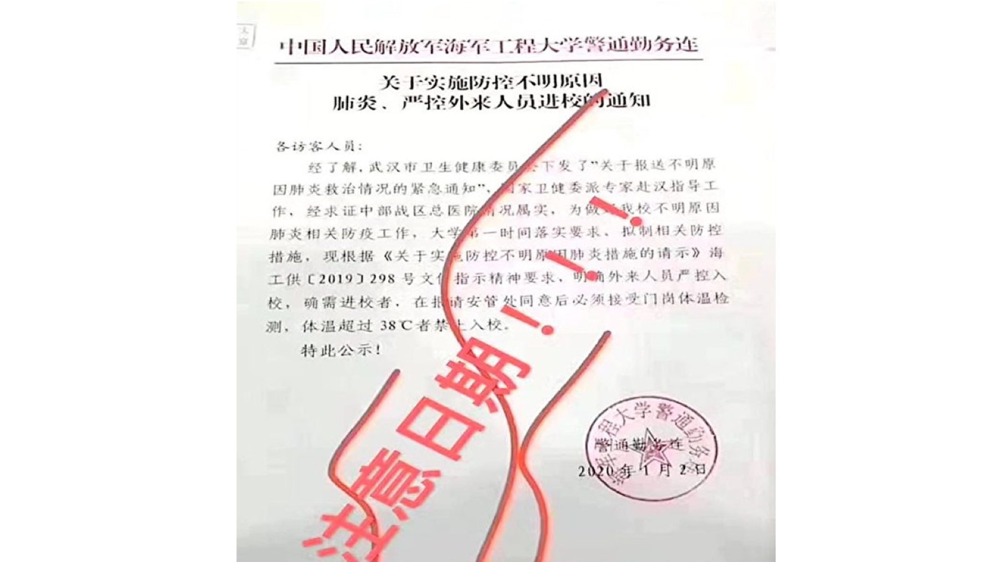 中国人民解放军海军工程大学警通勤务连
关于实施防控不明原因
肺炎、严控外来人员进校的通知
各访客人员：
经了解，武汉市卫生健康委员会下发了"关于报送不明原
因肺炎救治情况的紧急通知"、国家卫健委派专家赴汉指导工
作，经求证中部战区总医院情况属实，为做好我校不明原因
肺炎相关防疫工作，大学第一时间落实要求、拟制相关防控
措施，现根据《关于实施防控不明原因肺炎措施的请示》海
工供〔2019〕298 号文件指示精神要求、明确外来人员严控入
校，确需进校者，在报请安管处同意后必须接受门岗体温检
测，体温超过 38℃者禁止入校。
特此公示！
注意日期！！！
程大学警通勤务
警通勤务连
2020 年 1 月 2 日